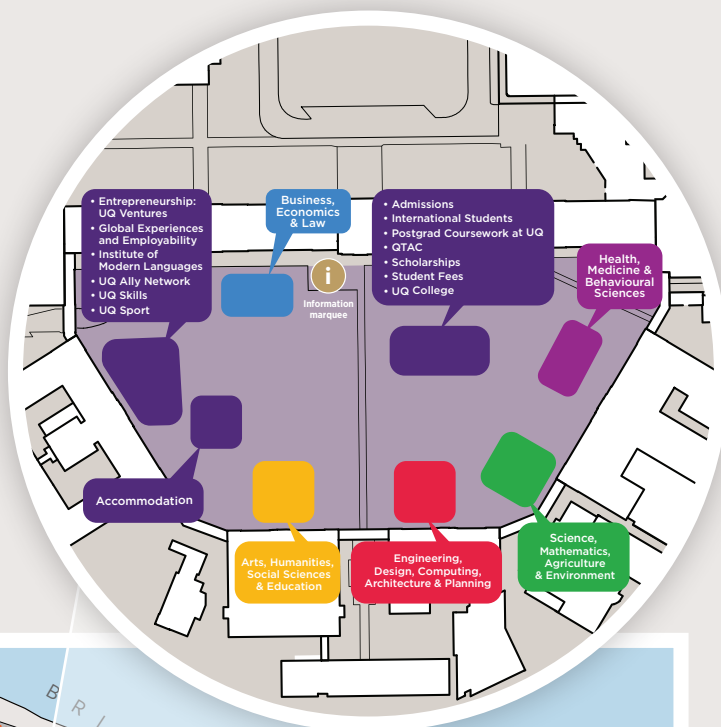 • Entrepreneurship:
UQ Ventures
• Global Experiences
and Employability
• Institute of
Modern Languages
• UQ Ally Network
• UQ Skills
• UQ Sport
Business,
Economics
& Law
i
Information
marquee
• Admissions
• International Students
• Postgrad Coursework at UQ
• QTAC
• Scholarships
• Student Fees
• UQ College
Health,
Medicine &
Behavioural
Sciences
Accommodation
Arts, Humanities,
Social Sciences
& Education
Engineering,
Design, Computing,
Architecture & Planning
Science,
Mathematics,
Agriculture
& Environment
B R I